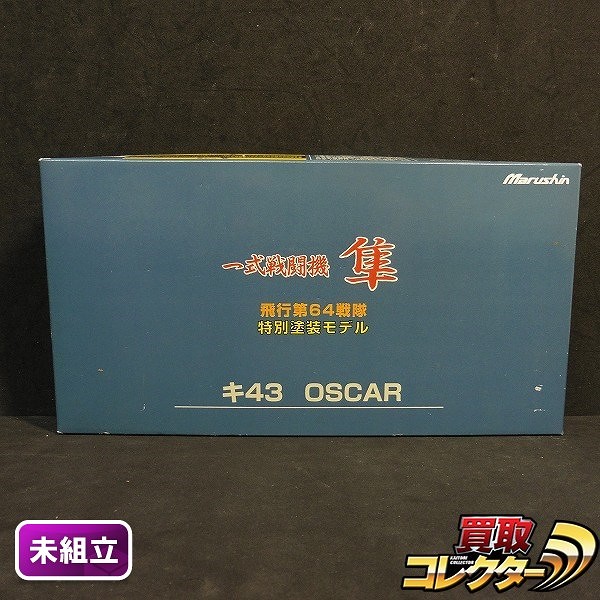 Marushin
一式戦闘機 隼
飛行第64戦隊
特別塗装モデル
キ43 OSCAR
未組立
買取
KAITORI COLLECTOR
コレクター